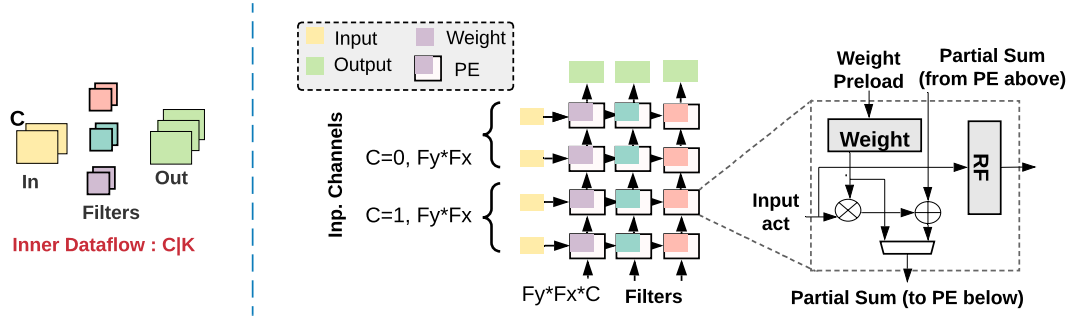 C
In
Out
Filters
Inner Dataflow : C|K
Input
Weight
Output
PE
Inp. Channels
C=0, Fy*Fx
C=1, Fy*Fx
Fy*Fx*C
Filters
Weight
Preload
Partial Sum
(from PE above)
Weight
RF
Input
act
Partial Sum (to PE below)